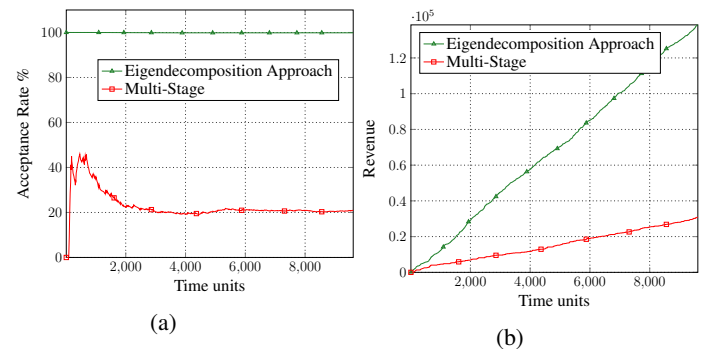 100
80
60
40
20
0
Acceptance Rate %
Eigendecomposition Approach
Multi-Stage
2,000 4,000 6,000 8,000
Time units
(a)
·10⁵
1.2
1
0.8
0.6
0.4
0.2
0
Revenue
Eigendecomposition Approach
Multi-Stage
2,000 4,000 6,000 8,000
Time units
(b)